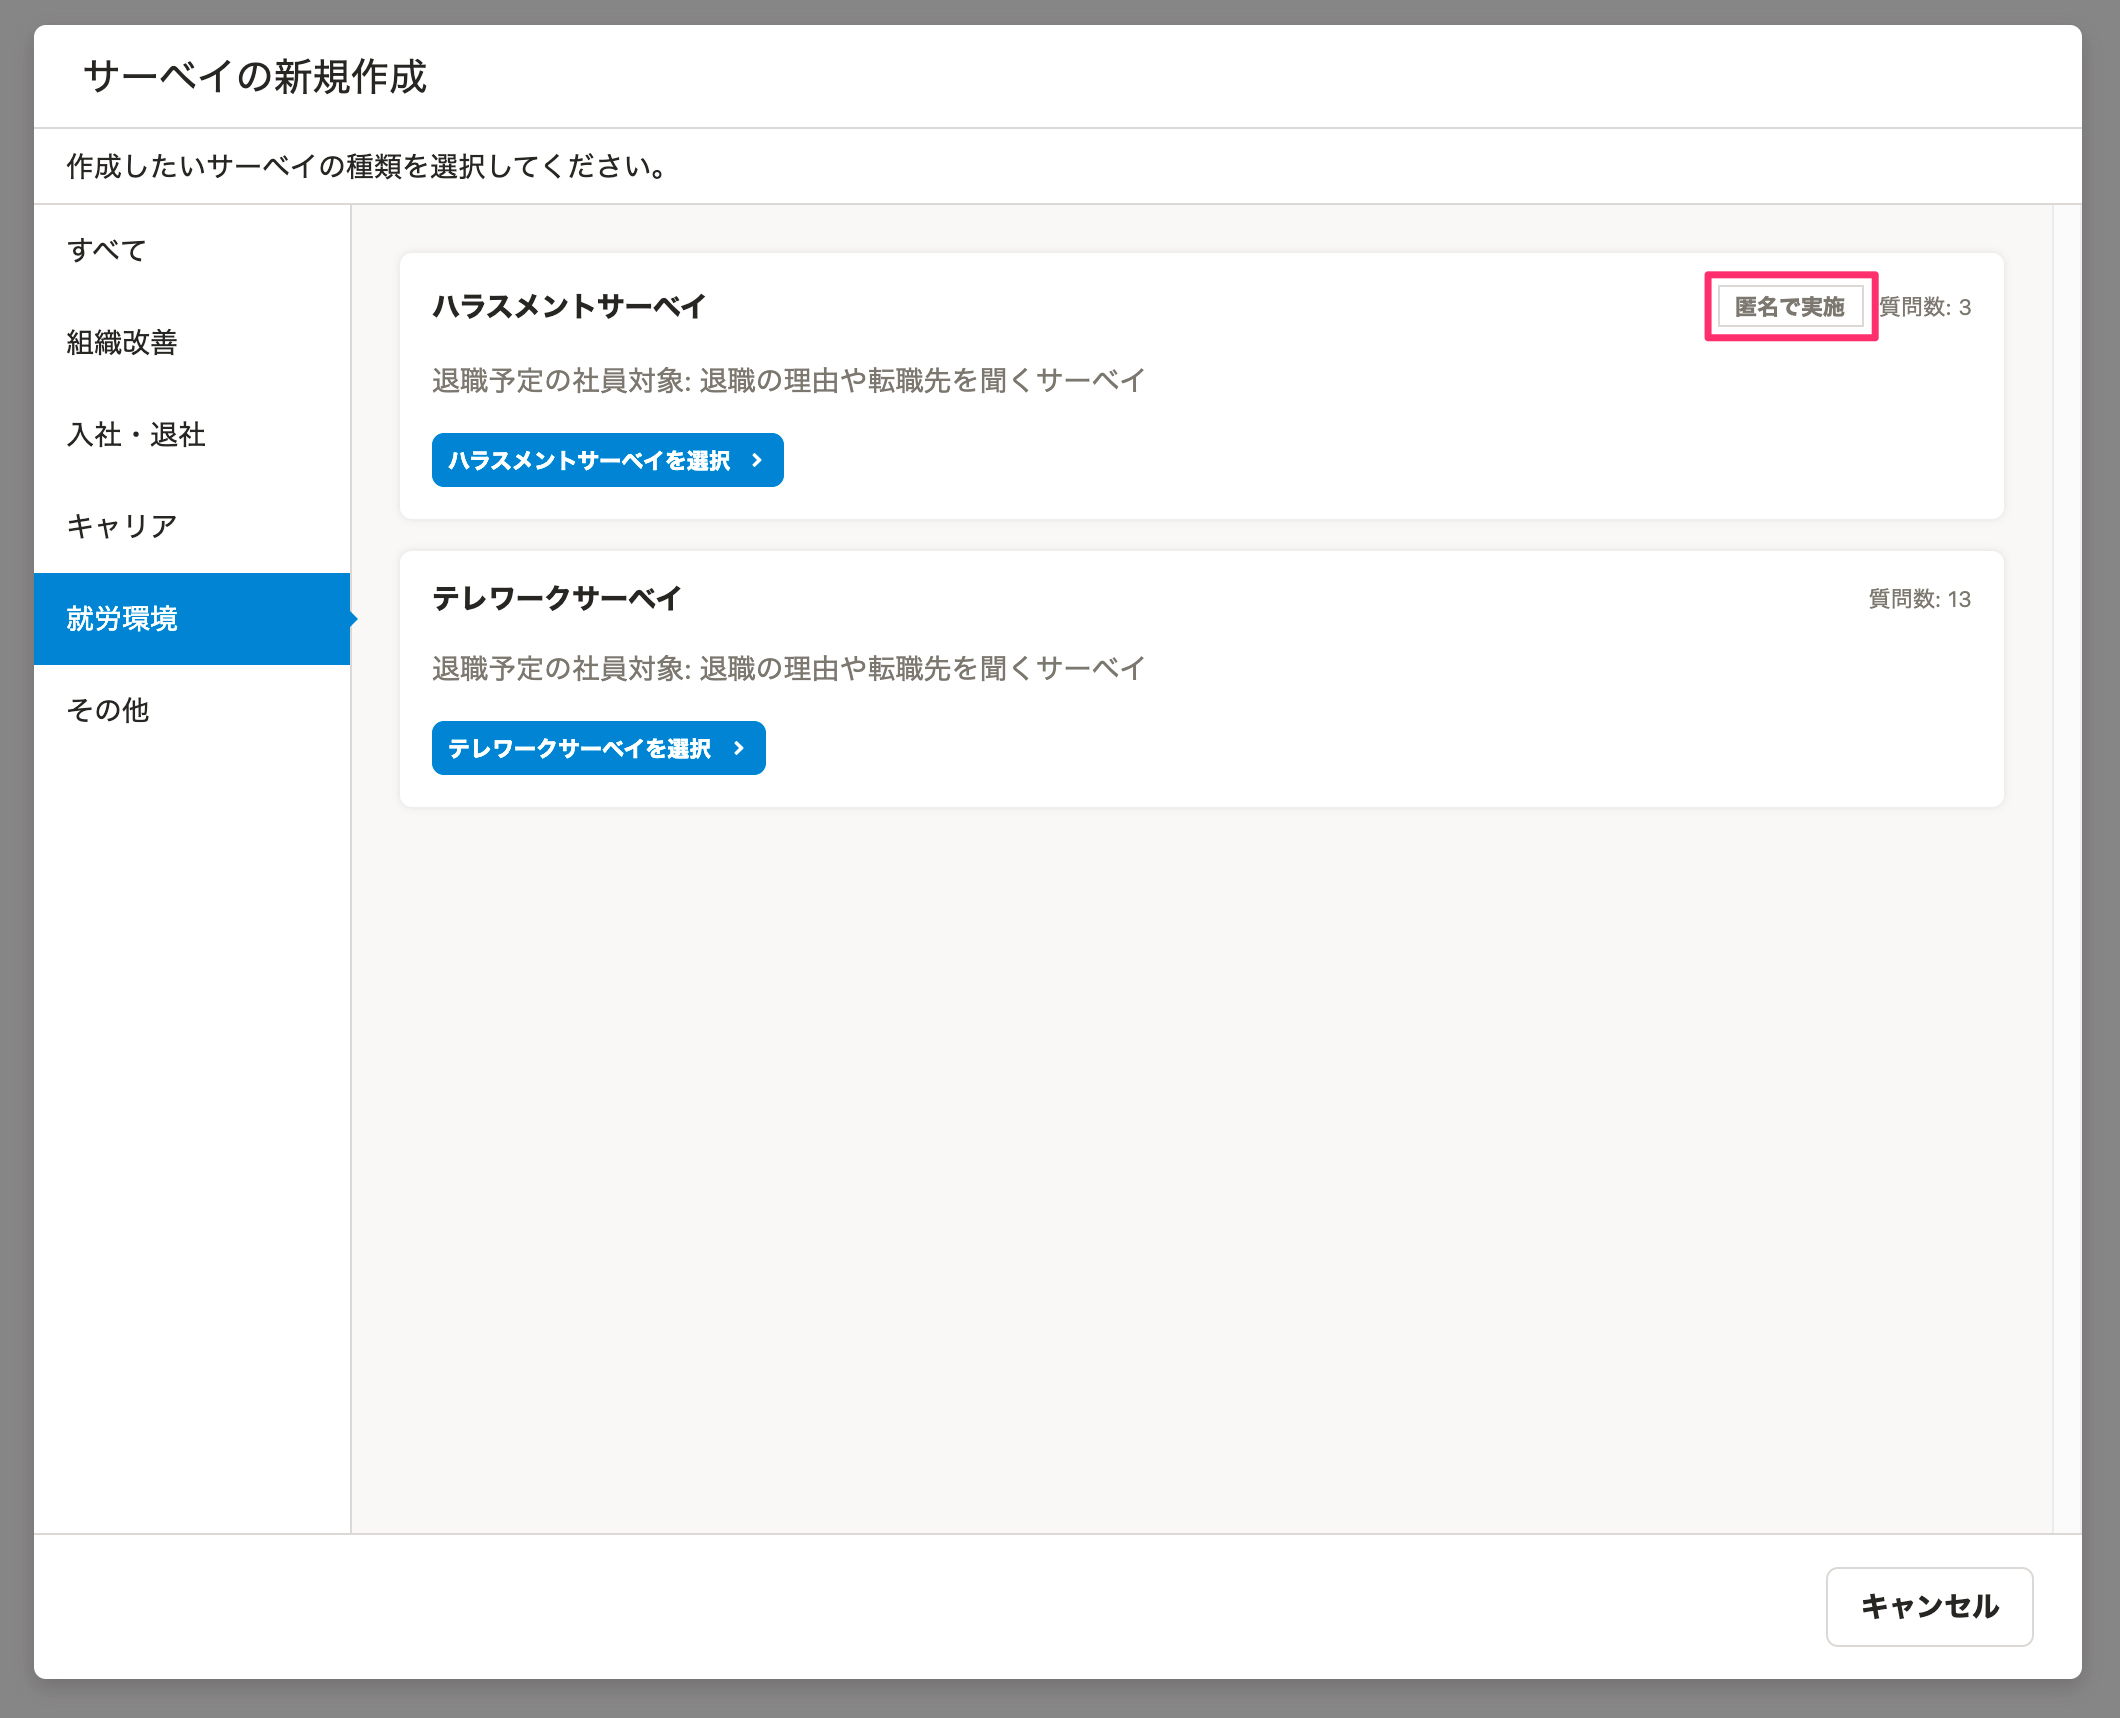 サーベイの新規作成
作成したいサーベイの種類を選択してください。
すべて
組織改善
入社・退社
キャリア
就労環境
その他
ハラスメントサーベイ
匿名で実施 質問数: 3
退職予定の社員対象: 退職の理由や転職先を聞くサーベイ
ハラスメントサーベイを選択
テレワークサーベイ
質問数: 13
退職予定の社員対象: 退職の理由や転職先を聞くサーベイ
テレワークサーベイを選択
キャンセル